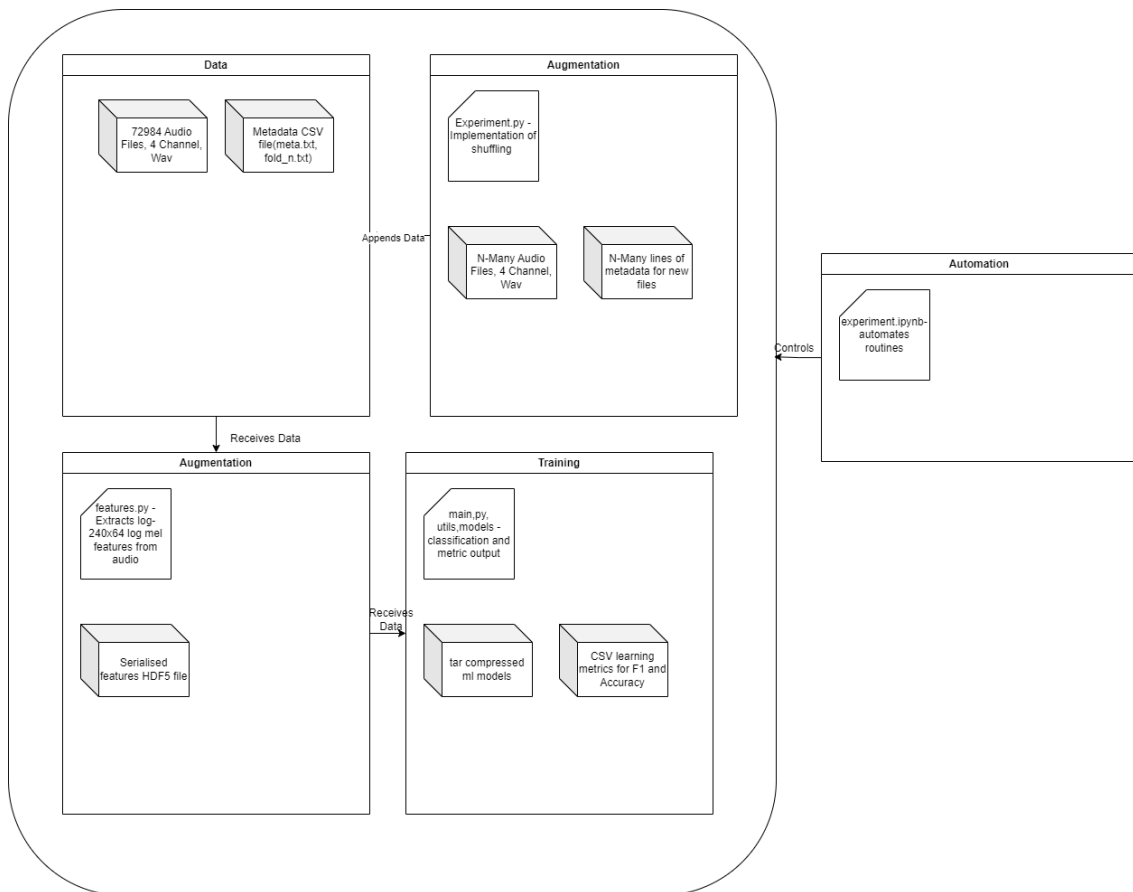 Data
72984 Audio
Files, 4 Channel,
Wav
Metadata CSV
file(meta.txt,
fold_n.txt)
Augmentation
Experiment.py -
Implementation of
shuffling
Appends Data
N-Many Audio
Files, 4 Channel,
Wav
N-Many lines of
metadata for new
files
Automation
experiment.ipynb-
automates
routines
Controls
Receives Data
Augmentation
features.py -
Extracts log-
240x64 log mel
features from
audio
Serialised
features HDF5 file
Receives
Data
Training
main,py,
utils,models -
classification and
metric output
tar compressed
ml models
CSV learning
metrics for F1 and
Accuracy